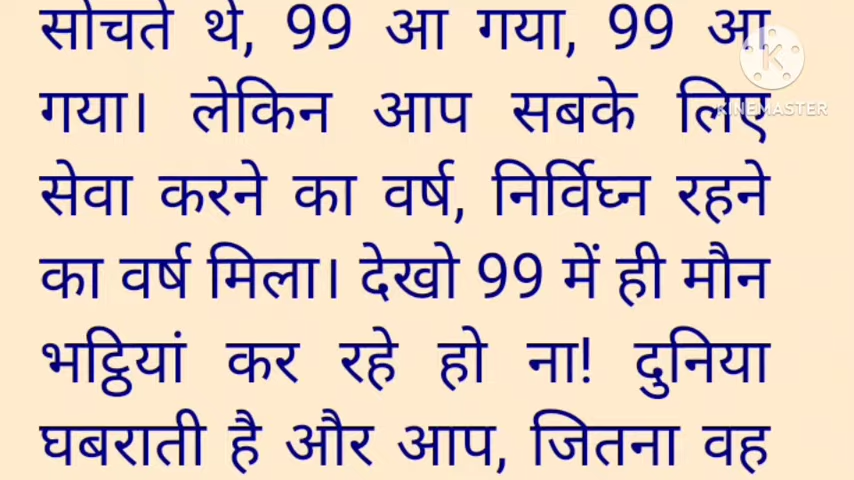 सोचते थे, 99 आ गया, 99 आ
गया। लेकिन आप सबके लिए
सेवा करने का वर्ष, निर्विघ्न रहने
का वर्ष मिला। देखो 99 में ही मौन
भट्ठियां कर रहे हो ना! दुनिया
घबराती है और आप, जितना वह
KINEMASTER